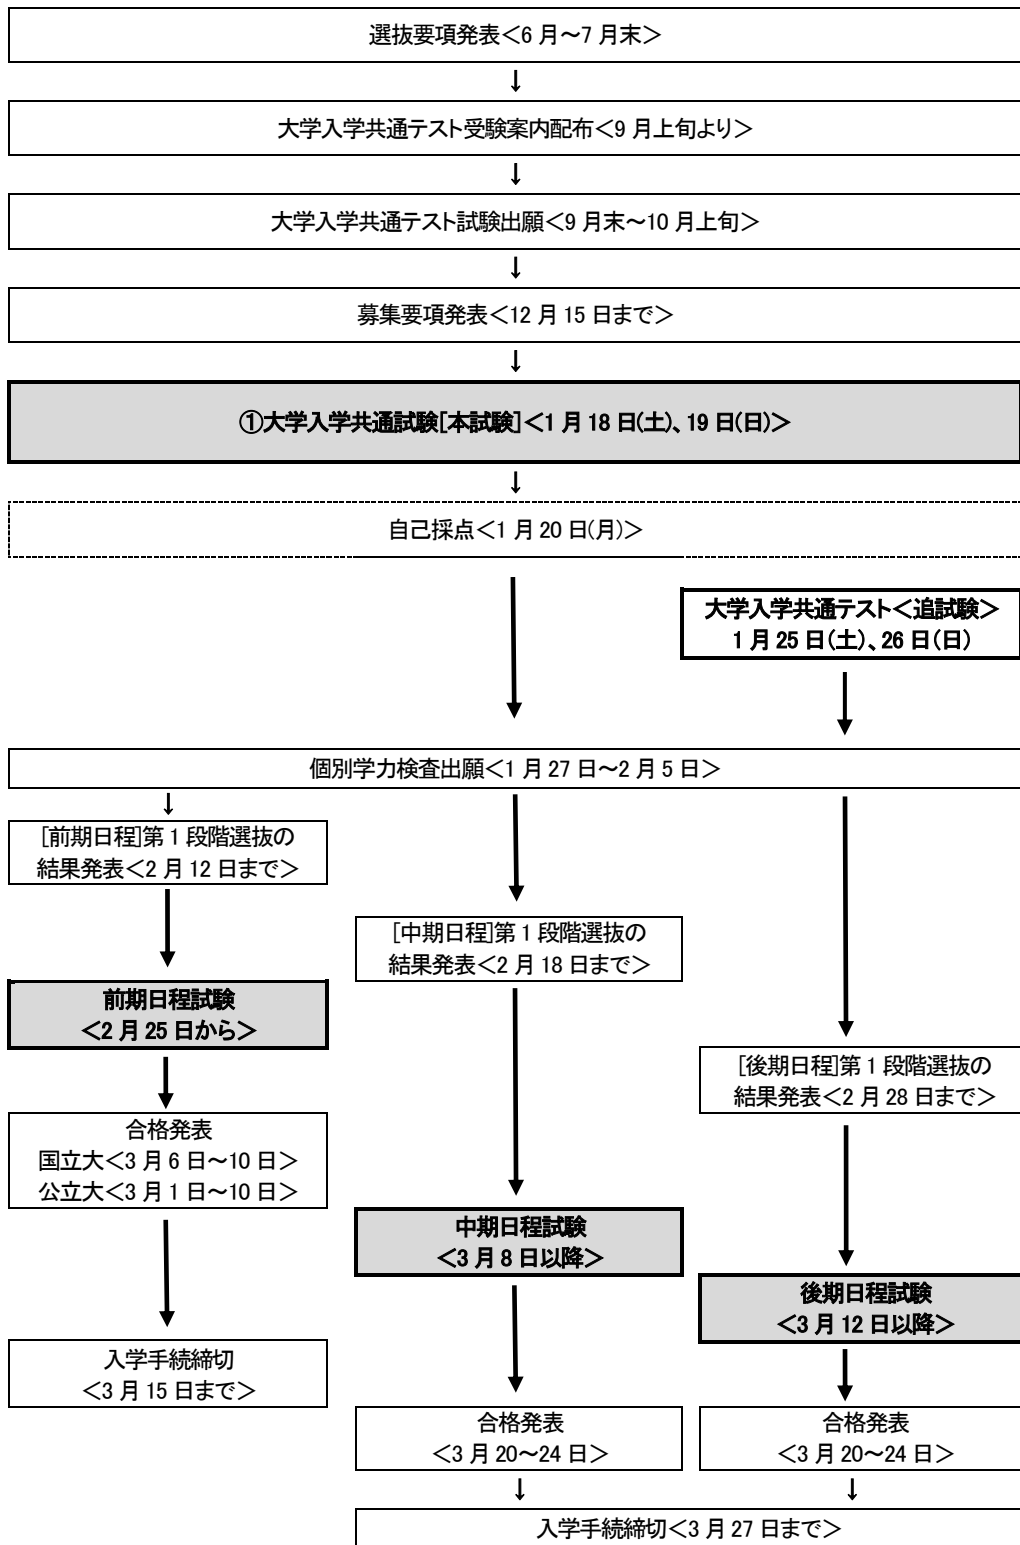 選抜要項発表＜6月～7月末＞
↓
大学入学共通テスト受験案内配布＜9月上旬より＞
↓
大学入学共通テスト試験出願＜9月末～10月上旬＞
↓
募集要項発表＜12月15日まで＞
↓
①大学入学共通試験[本試験]＜1月18日(土)、19日(日)＞
↓
自己採点＜1月20日(月)＞
大学入学共通テスト＜追試験＞
1月25日(土)、26日(日)
個別学力検査出願＜1月27日～2月5日＞
↓
[前期日程]第1段階選抜の
結果発表＜2月12日まで＞
前期日程試験
＜2月25日から＞
合格発表
国立大＜3月6日～10日＞
公立大＜3月1日～10日＞
入学手続締切
＜3月15日まで＞
[中期日程]第1段階選抜の
結果発表＜2月18日まで＞
中期日程試験
＜3月8日以降＞
合格発表
＜3月20～24日＞
↓
[後期日程]第1段階選抜の
結果発表＜2月28日まで＞
後期日程試験
＜3月12日以降＞
合格発表
＜3月20～24日＞
↓
入学手続締切＜3月27日まで＞